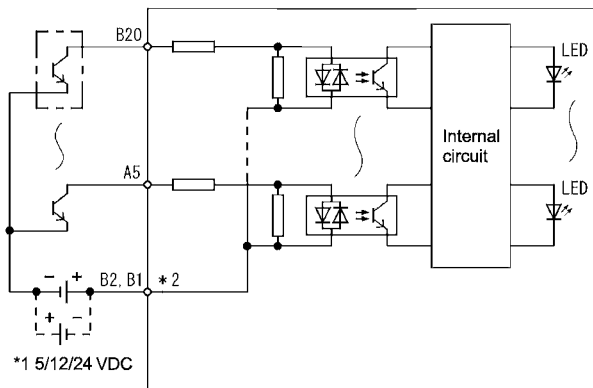 B20
LED
Internal
circuit
A5
LED
- +
B2, B1
*2
+ -
*1 5/12/24 VDC